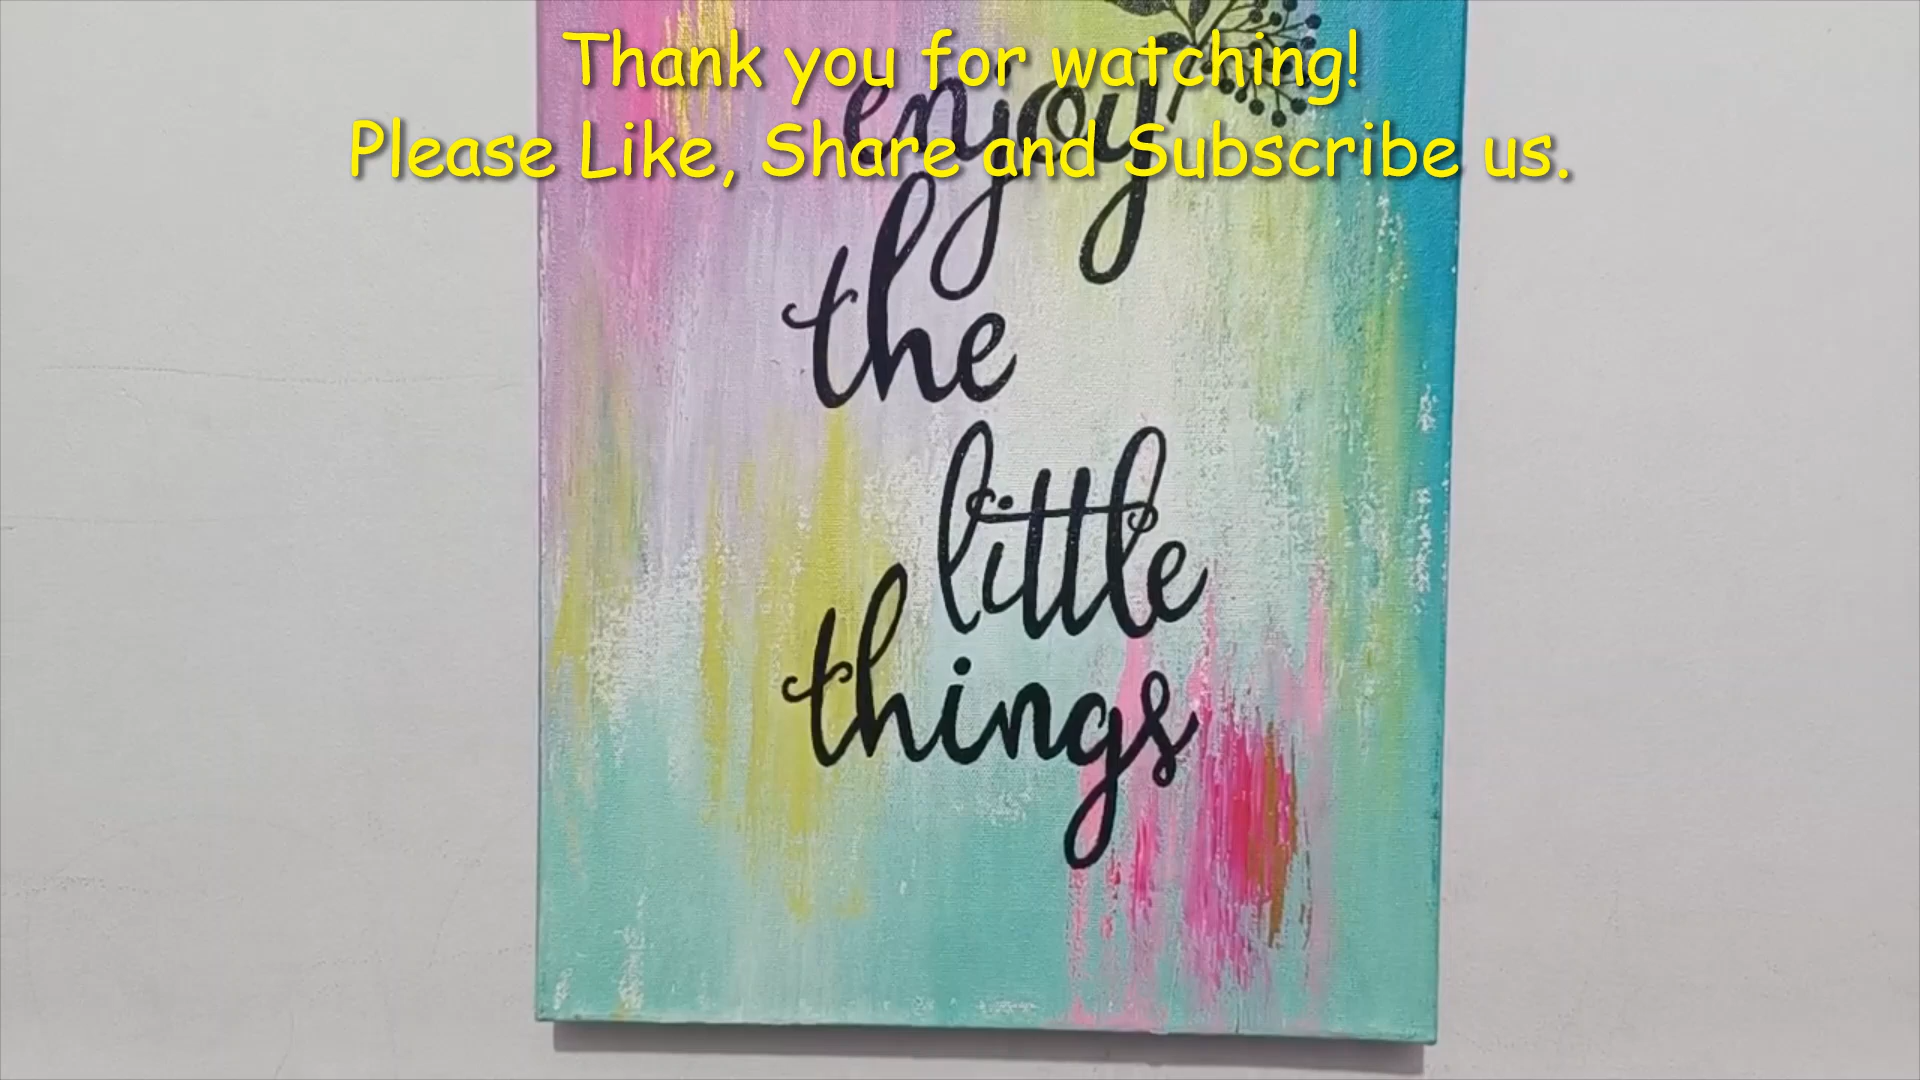 Thank you for watching!
Please Like, Share and Subscribe us.
enjoy
the
little
things